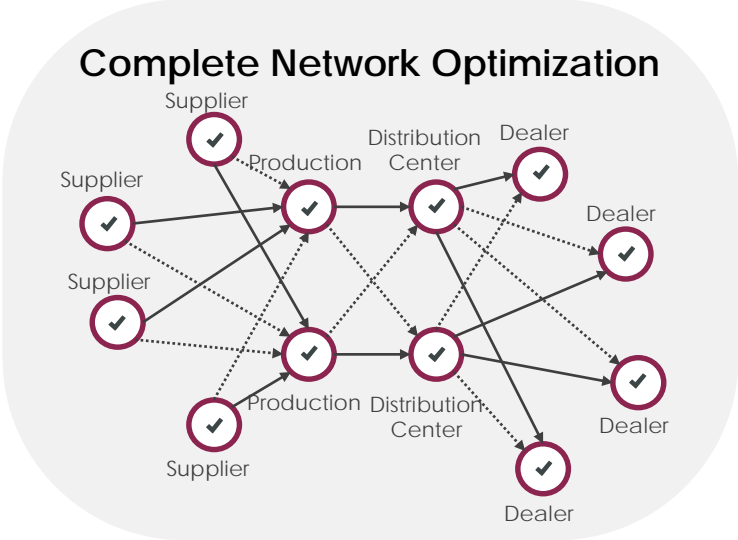 Complete Network Optimization
Supplier
Distribution
Center
Dealer
Production
Supplier
Dealer
Supplier
Production
Distribution
Center
Dealer
Supplier
Dealer